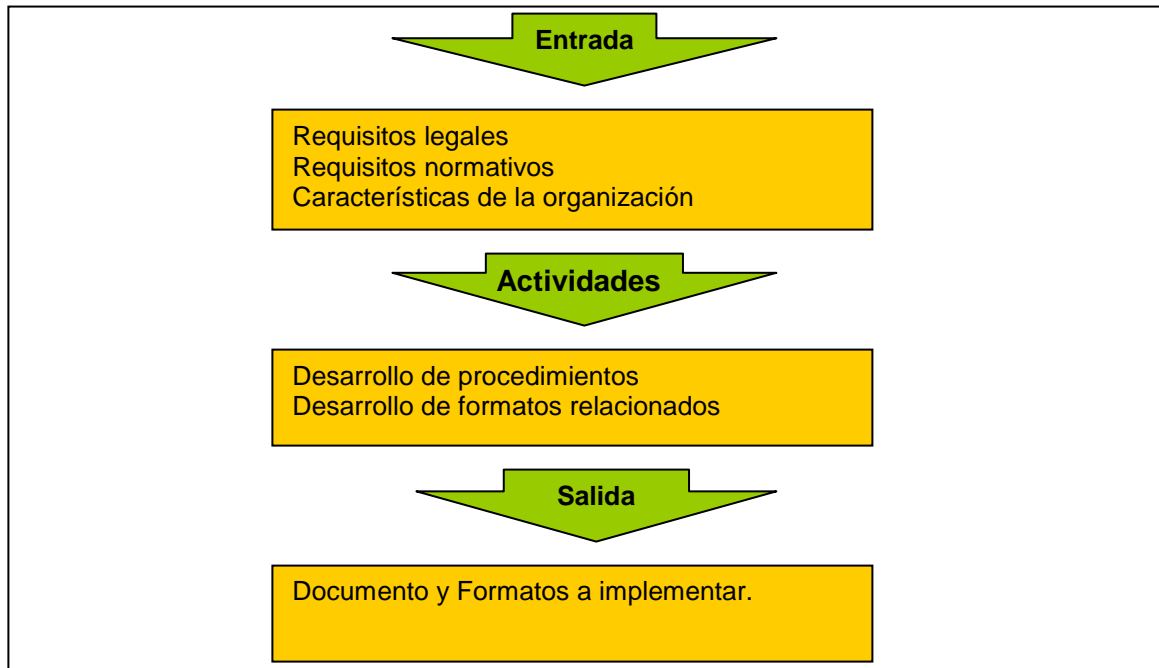 Entrada
Requisitos legales
Requisitos normativos
Características de la organización
Actividades
Desarrollo de procedimientos
Desarrollo de formatos relacionados
Salida
Documento y Formatos a implementar.